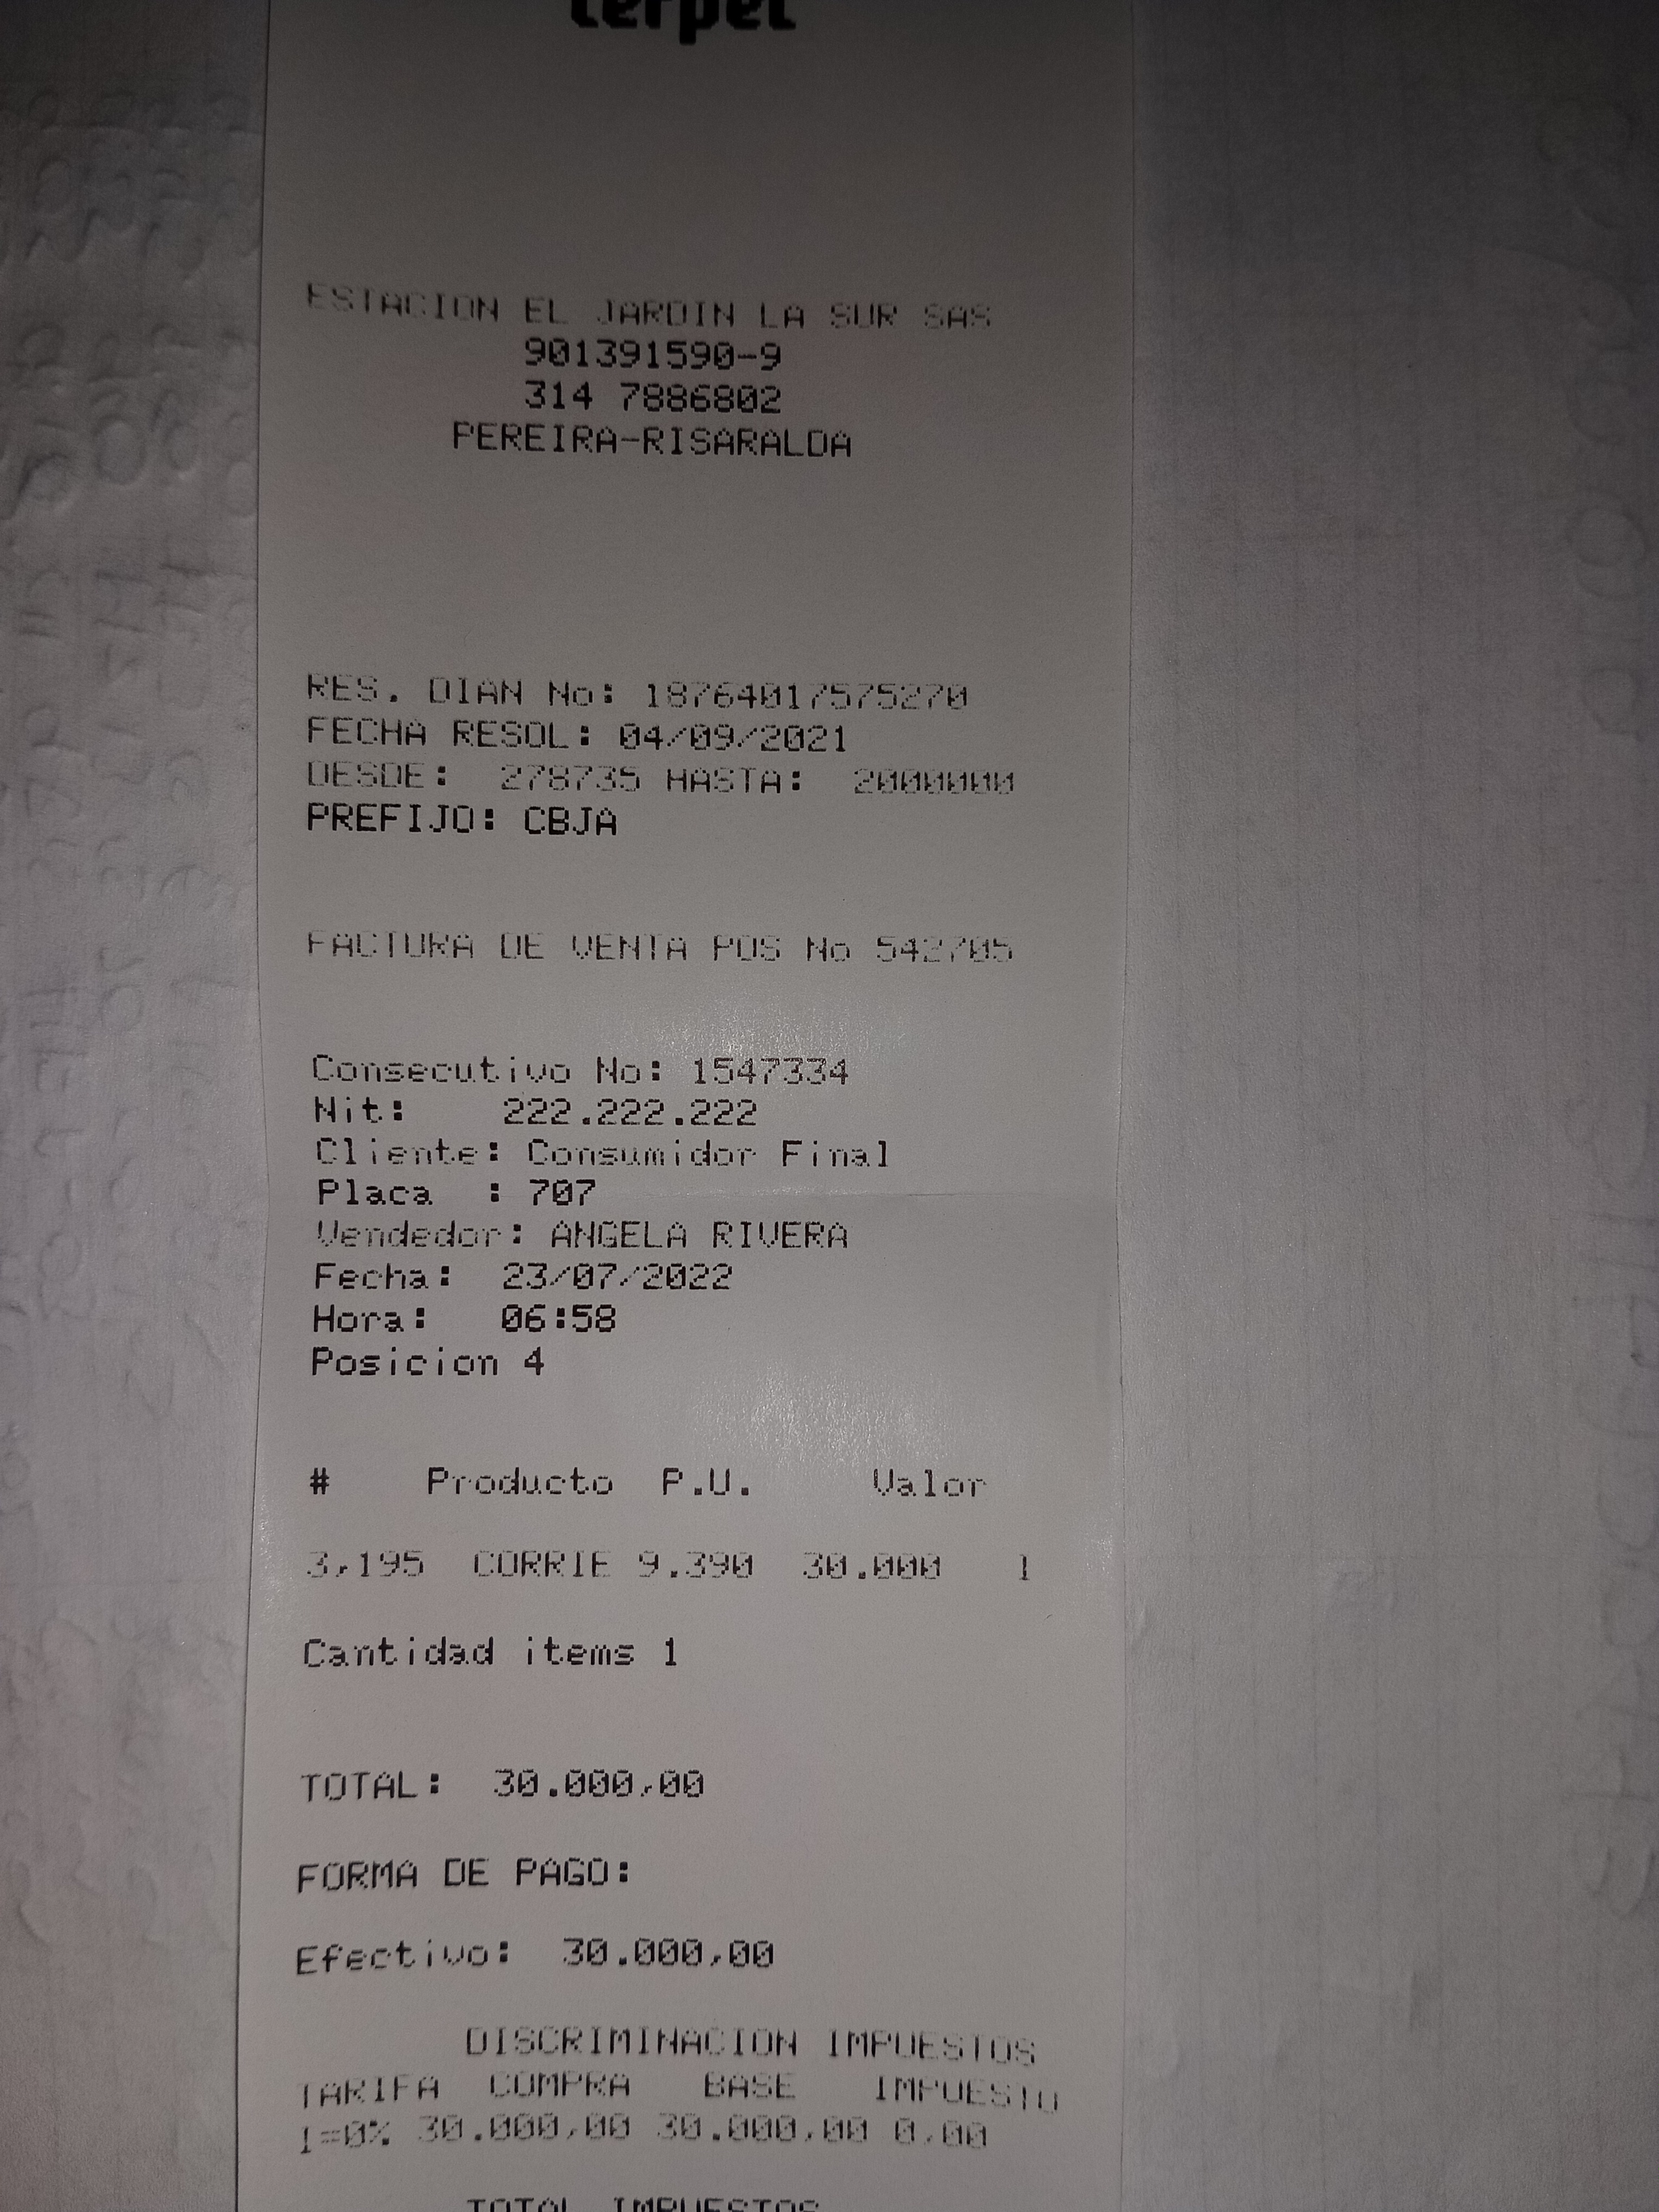 terpel
ESTACION EL JARDIN LA SUR SAS
901391590-9
314 7886802
PEREIRA-RISARALDA
RES. DIAN No: 18764017575270
FECHA RESOL: 04/09/2021
DESDE: 278735 HASTA: 2000000
PREFIJO: CBJA
FACTURA DE VENTA POS No 542705
Consecutivo No: 1547334
Nit: 222.222.222
Cliente: Consumidor Final
Placa : 707
Vendedor: ANGELA RIVERA
Fecha: 23/07/2022
Hora: 06:58
Posicion 4
# Producto P.U. Valor
3,195 CORRIE 9.390 30.000 1
Cantidad items 1
TOTAL: 30.000,00
FORMA DE PAGO:
Efectivo: 30.000,00
DISCRIMINACION IMPUESTOS
TARIFA COMPRA BASE IMPUESTO
1=0% 30.000,00 30.000,00 0,00
TOTAL IMPUESTOS